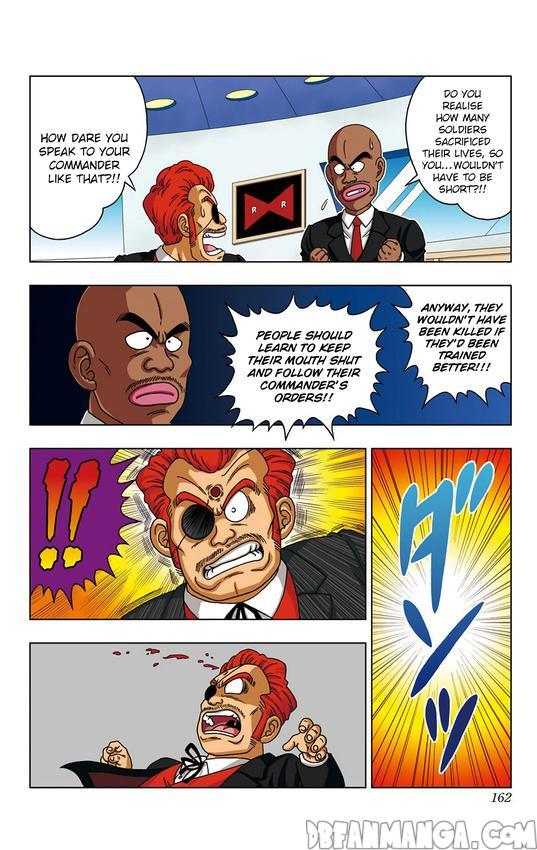 DO YOU
REALISE
HOW MANY
SOLDIERS
SACRIFICED
THEIR LIVES, SO
YOU...WOULDN'T
HAVE TO BE
SHORT?!!
HOW DARE YOU
SPEAK TO YOUR
COMMANDER
LIKE THAT?!!
R R
ANYWAY, THEY
WOULDN'T HAVE
BEEN KILLED IF
THEY'D BEEN
TRAINED
BETTER!!!
PEOPLE SHOULD
LEARN TO KEEP
THEIR MOUTH SHUT
AND FOLLOW THEIR
COMMANDER'S
ORDERS!!
ダンッ
!!
162
DBFANMANGA.COM